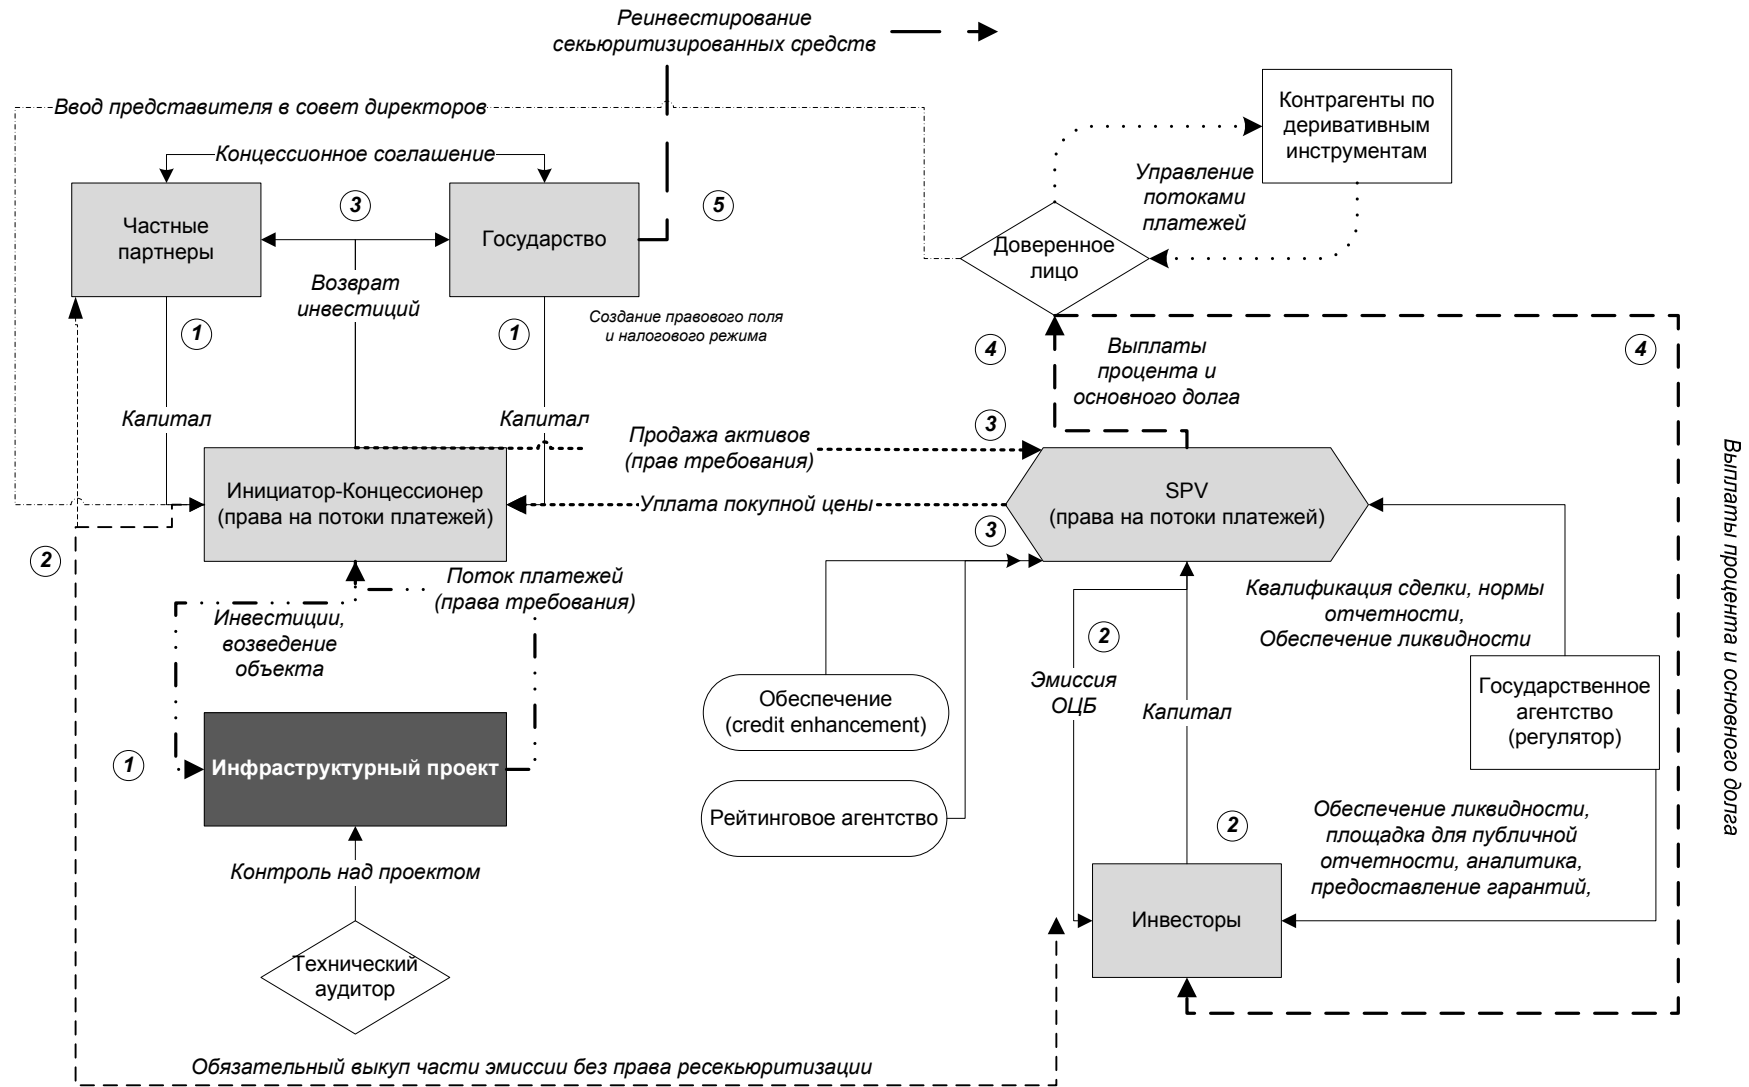 Реинвестирование
секьюритизированных средств
Ввод представителя в совет директоров
Контрагенты по
деривативным
инструментам
Концессионное соглашение
Управление
потоками
платежей
Частные
партнеры
3
Государство
5
Доверенное
лицо
Возврат
инвестиций
1
1
Создание правового поля
и налогового режима
4
Выплаты
процента и
основного долга
4
Капитал
Капитал
Продажа активов
(прав требования)
3
Инициатор-Концессионер
(права на потоки платежей)
Уплата покупной цены
SPV
(права на потоки платежей)
3
Выплаты процента и основного долга
2
Поток платежей
(права требования)
Инвестиции,
возведение
объекта
Квалификация сделки, нормы
отчетности,
Обеспечение ликвидности
2
Эмиссия
ОЦБ
Капитал
Обеспечение
(credit enhancement)
Государственное
агентство
(регулятор)
1
Инфраструктурный проект
Рейтинговое агентство
2
Обеспечение ликвидности,
площадка для публичной
отчетности, аналитика,
предоставление гарантий,
Контроль над проектом
Инвесторы
Технический
аудитор
Обязательный выкуп части эмиссии без права ресекьюритизации